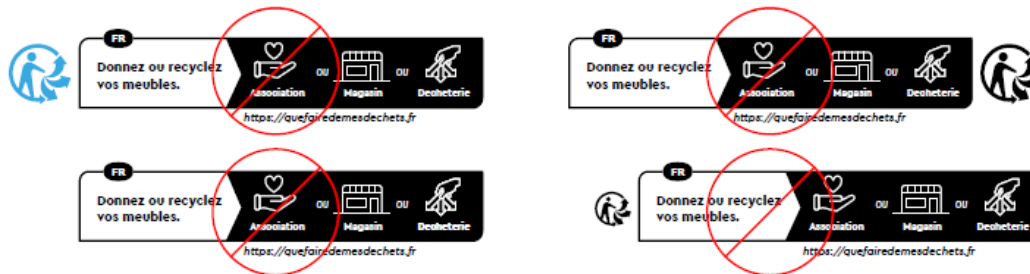 FR
Donnez ou recyclez
vos meubles.
Association ou Magasin ou Decheterie
https://quefairedemesdechets.fr
FR
Donnez ou recyclez
vos meubles.
Association ou Magasin ou Decheterie
https://quefairedemesdechets.fr
FR
Donnez ou recyclez
vos meubles.
Association ou Magasin ou Decheterie
https://quefairedemesdechets.fr
FR
Donnez ou recyclez
vos meubles.
Association ou Magasin ou Decheterie
https://quefairedemesdechets.fr